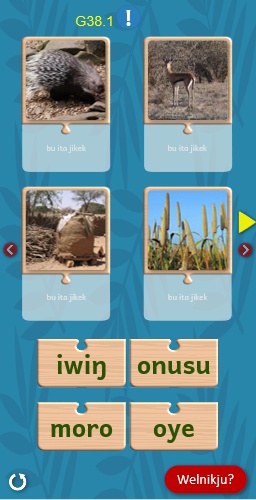 G38.1 !
bu ita jikek
bu ita jikek
bu ita jikek
bu ita jikek
iwiŋ
onusu
moro
oye
Welnikju?